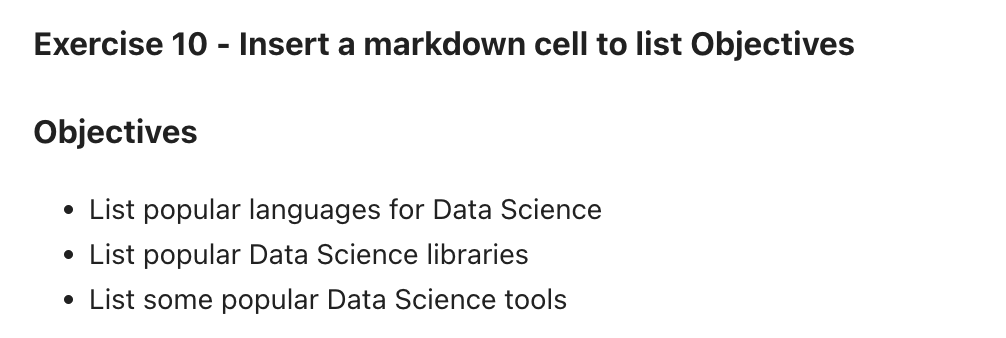 Exercise 10 - Insert a markdown cell to list Objectives
Objectives
• List popular languages for Data Science
• List popular Data Science libraries
• List some popular Data Science tools